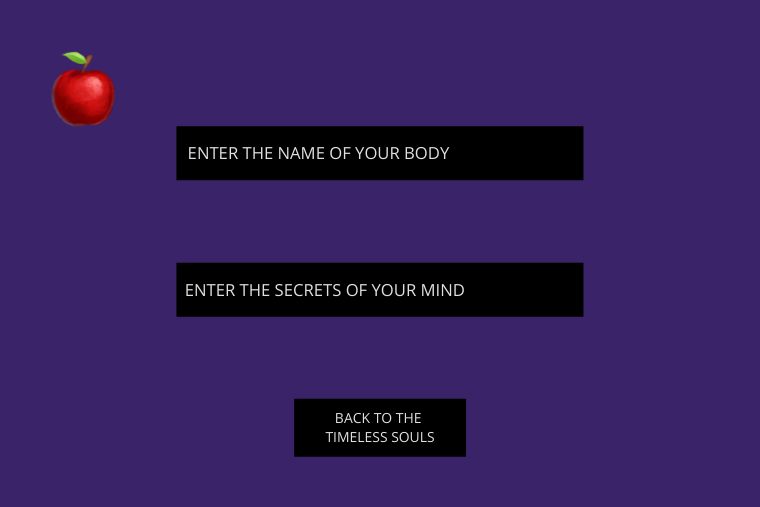 ENTER THE NAME OF YOUR BODY
ENTER THE SECRETS OF YOUR MIND
BACK TO THE
TIMELESS SOULS